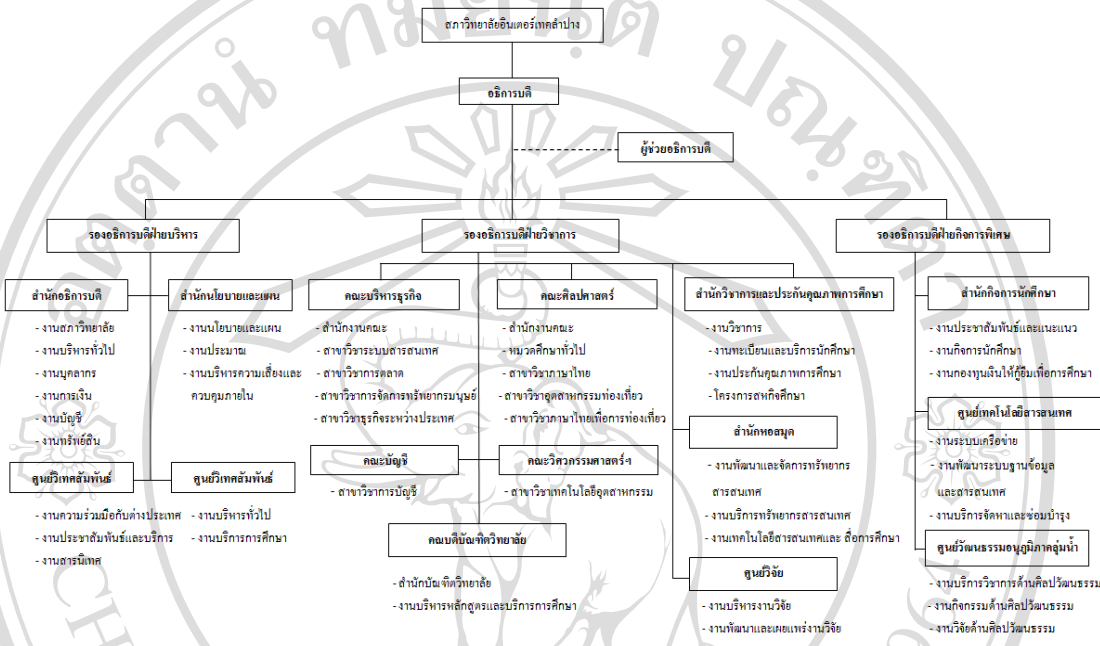 สภาวิทยาลัยอินเตอร์เทคลำปาง
อธิการบดี
ผู้ช่วยอธิการบดี
รองอธิการบดีฝ่ายบริหาร
รองอธิการบดีฝ่ายวิชาการ
รองอธิการบดีฝ่ายกิจการพิเศษ
สำนักอธิการบดี
- งานสภาวิทยาลัย
- งานบริหารทั่วไป
- งานบุคลากร
- งานการเงิน
- งานบัญชี
- งานทรัพย์สิน
สำนักนโยบายและแผน
- งานนโยบายและแผน
- งานประมาณ
- งานบริหารความเสี่ยงและ
ควบคุมภายใน
ศูนย์วิเทศสัมพันธ์
- งานความร่วมมือกับต่างประเทศ
- งานประชาสัมพันธ์และบริการ
- งานสารนิเทศ
ศูนย์วิเทศสัมพันธ์
- งานบริหารทั่วไป
- งานบริการการศึกษา
คณะบริหารธุรกิจ
- สำนักงานคณะ
- สาขาวิชาระบบสารสนเทศ
- สาขาวิชาการตลาด
- สาขาวิชาการจัดการทรัพยากรมนุษย์
- สาขาวิชาธุรกิจระหว่างประเทศ
คณะศิลปศาสตร์
- สำนักงานคณะ
- หมวดศึกษาทั่วไป
- สาขาวิชาภาษาไทย
- สาขาวิชาอุตสาหกรรมท่องเที่ยว
- สาขาวิชาภาษาไทยเพื่อการท่องเที่ยว
คณะบัญชี
- สาขาวิชาการบัญชี
คณะวิศวกรรมศาสตร์ฯ
- สาขาวิชาเทคโนโลยีอุตสาหกรรม
คณบดีบัณฑิตวิทยาลัย
- สำนักบัณฑิตวิทยาลัย
- งานบริหารหลักสูตรและบริการการศึกษา
สำนักวิชาการและประกันคุณภาพการศึกษา
- งานวิชาการ
- งานทะเบียนและบริการนักศึกษา
- งานประกันคุณภาพการศึกษา
- โครงการสหกิจศึกษา
สำนักหอสมุด
- งานพัฒนาและจัดการทรัพยากร
สารสนเทศ
- งานบริการทรัพยากรสารสนเทศ
- งานเทคโนโลยีสารสนเทศและ สื่อการศึกษา
ศูนย์วิจัย
- งานบริหารงานวิจัย
- งานพัฒนาและเผยแพร่งานวิจัย
สำนักกิจการนักศึกษา
- งานประชาสัมพันธ์และแนะแนว
- งานกิจการนักศึกษา
- งานกองทุนเงินให้กู้ยืมเพื่อการศึกษา
ศูนย์เทคโนโลยีสารสนเทศ
- งานระบบเครือข่าย
- งานพัฒนาระบบฐานข้อมูล
และสารสนเทศ
- งานบริการจัดหาและซ่อมบำรุง
ศูนย์วัฒนธรรมอนุภูมิภาคลุ่มน้ำ
- งานบริการวิชาการด้านศิลปวัฒนธรรม
- งานกิจกรรมด้านศิลปวัฒนธรรม
- งานวิจัยด้านศิลปวัฒนธรรม